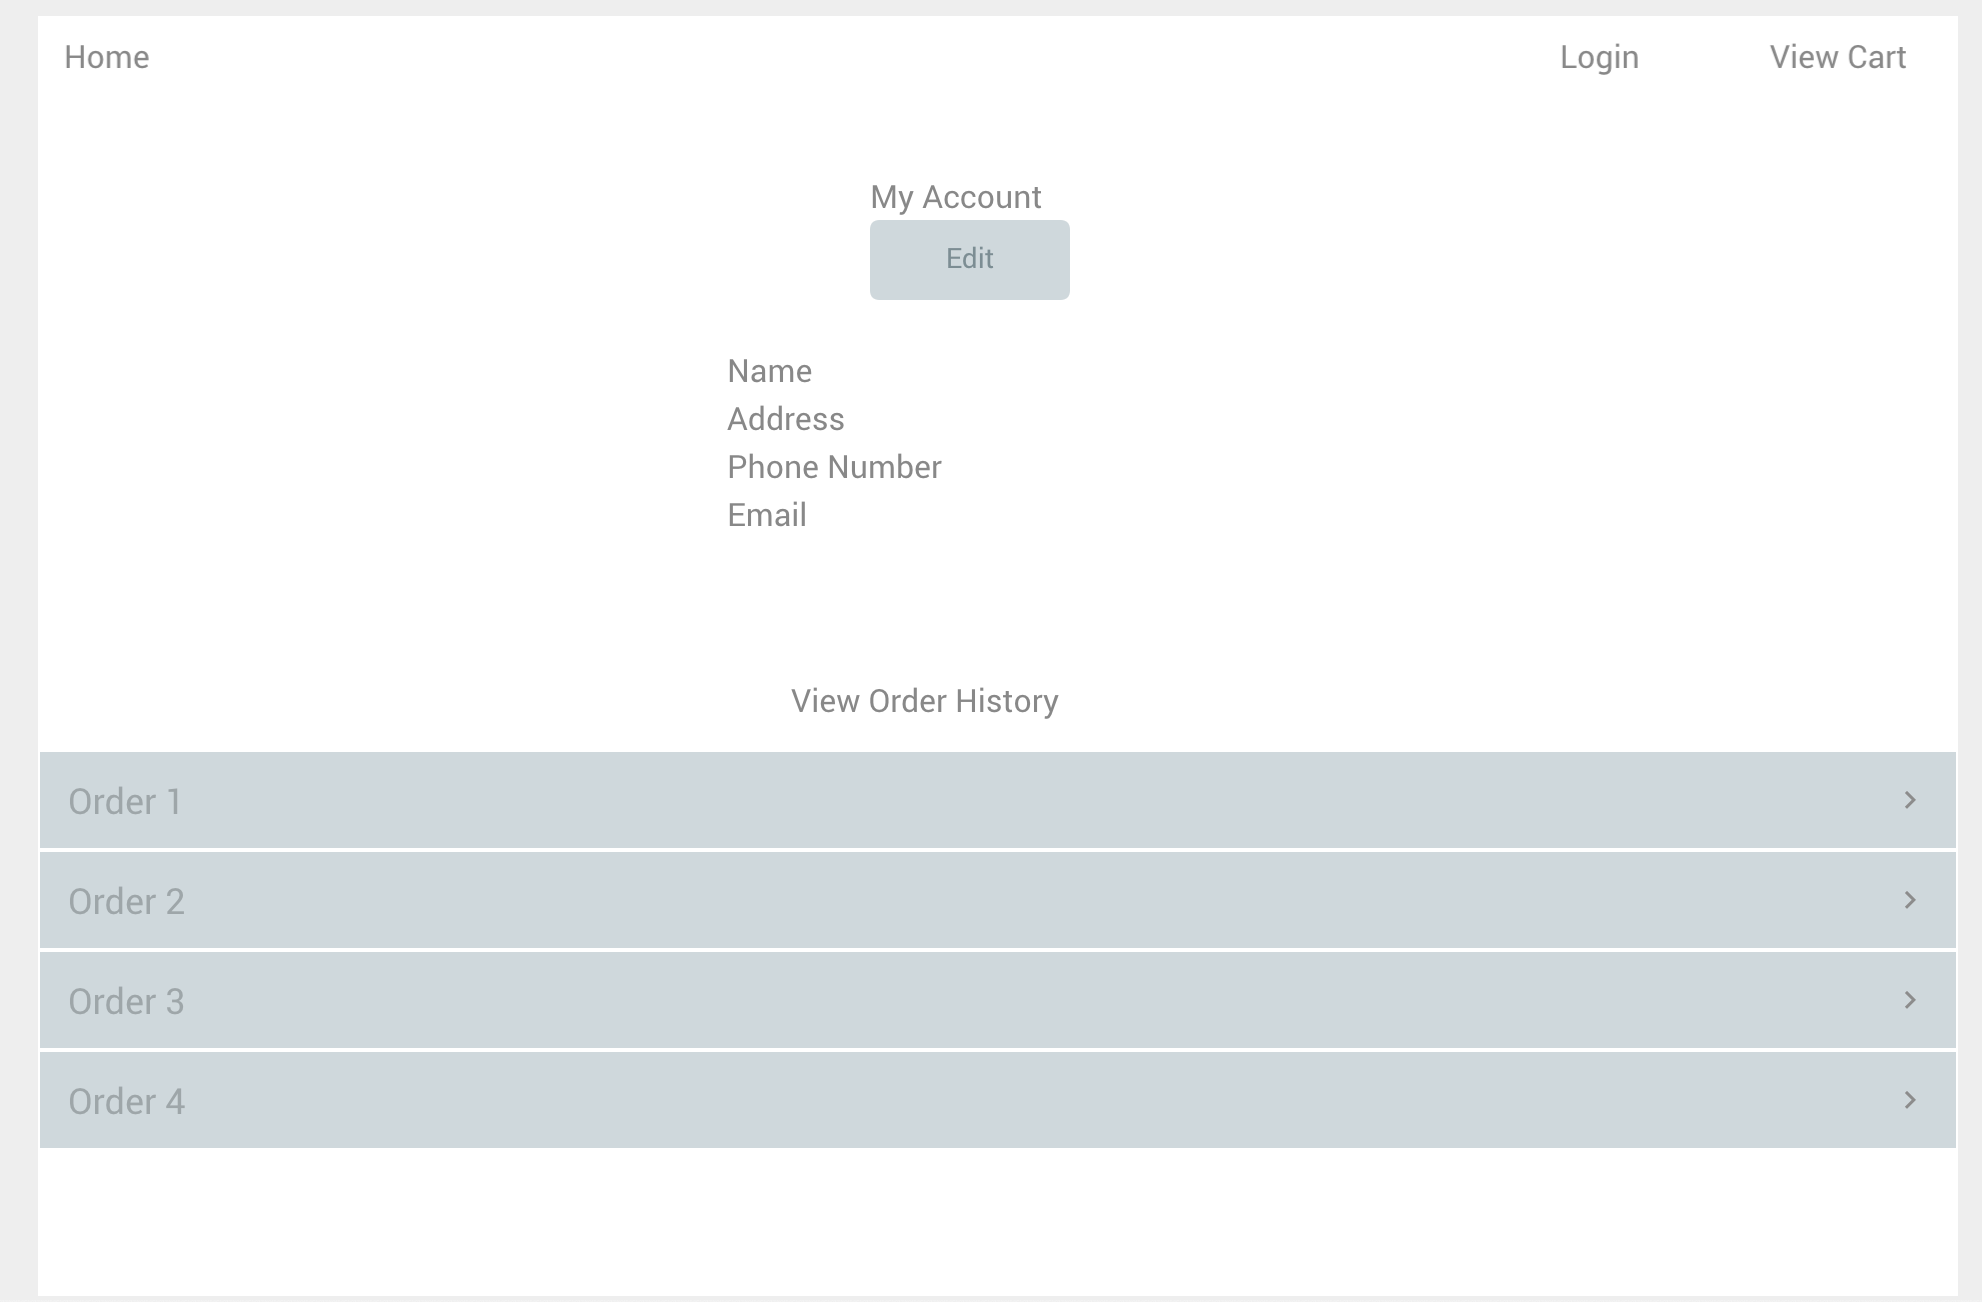 Home Login View Cart
My Account
Edit
Name
Address
Phone Number
Email
View Order History
Order 1
Order 2
Order 3
Order 4